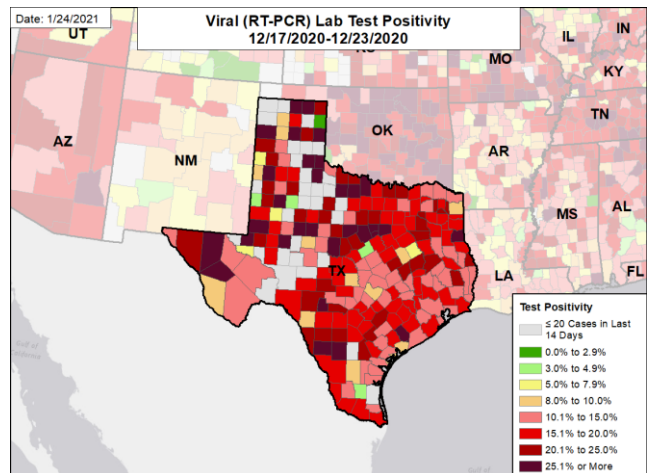 Date: 1/24/2021
Viral (RT-PCR) Lab Test Positivity
12/17/2020-12/23/2020
UT
IL
IN
MO
KY
TN
AZ
NM
OK
AR
MS
AL
TX
LA
FL
Gulf of
California
Test Positivity
≤ 20 Cases in Last
14 Days
0.0% to 2.9%
3.0% to 4.9%
5.0% to 7.9%
8.0% to 10.0%
10.1% to 15.0%
15.1% to 20.0%
20.1% to 25.0%
25.1% or More